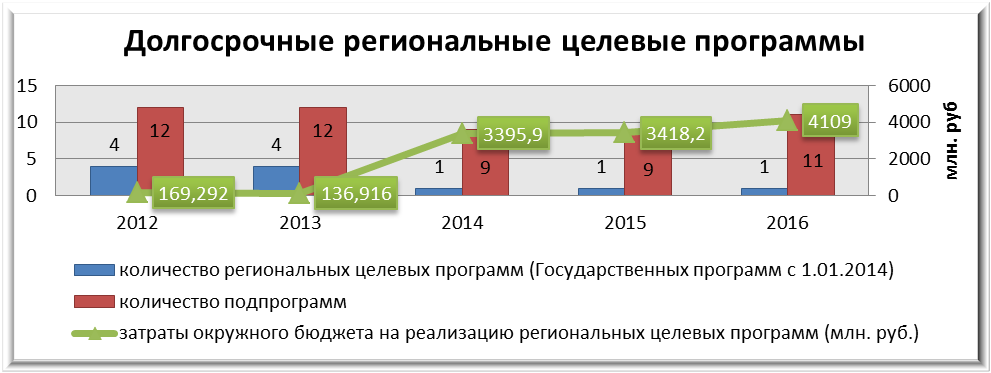 Долгосрочные региональные целевые программы
15 6000
10 4000
5 2000
0 0
млн. руб
4 12 4 12 1 9 1 9 1 11
169,292 136,916 3395,9 3418,2 4109
2012 2013 2014 2015 2016
количество региональных целевых программ (Государственных программ с 1.01.2014)
количество подпрограмм
затраты окружного бюджета на реализацию региональных целевых программ (млн. руб.)